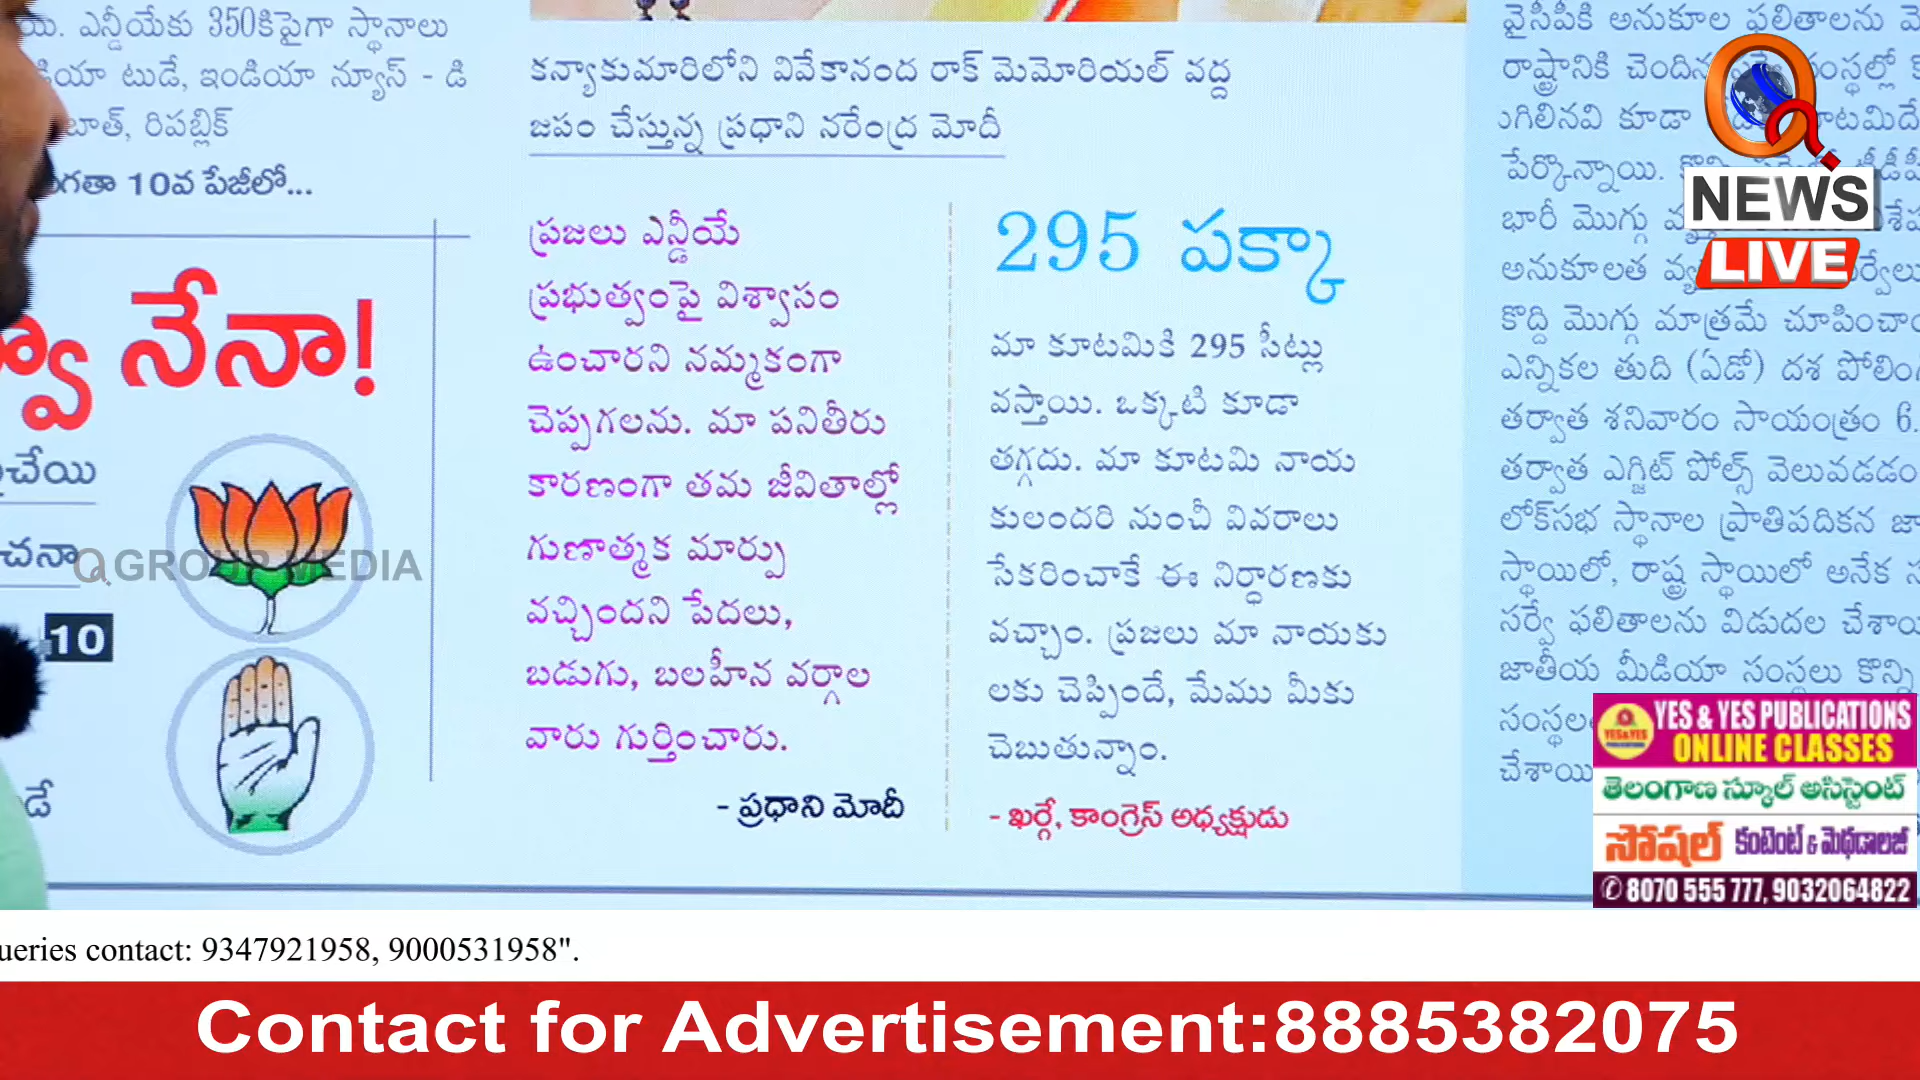 ఎన్డీయేకు 350కిపైగా స్థానాలు
టుడే, ఇండియా న్యూస్ - డి
రిపబ్లిక్
10వ పేజీలో...
నేనా!
10
కన్యాకుమారిలోని వివేకానంద రాక్ మెమోరియల్ వద్ద
జపం చేస్తున్న ప్రధాని నరేంద్ర మోదీ
ప్రజలు ఎన్డీయే
ప్రభుత్వంపై విశ్వాసం
ఉంచారని నమ్మకంగా
చెప్పగలను. మా పనితీరు
కారణంగా తమ జీవితాల్లో
గుణాత్మక మార్పు
వచ్చిందని పేదలు,
బడుగు, బలహీన వర్గాల
వారు గుర్తించారు.
- ప్రధాని మోదీ
295 పక్కా
మా కూటమికి 295 సీట్లు
వస్తాయి. ఒక్కటి కూడా
తగ్గదు. మా కూటమి నాయ
కులందరి నుంచీ వివరాలు
సేకరించాకే ఈ నిర్ధారణకు
వచ్చాం. ప్రజలు మా నాయకు
లకు చెప్పిందే, మేము మీకు
చెబుతున్నాం.
- ఖర్గే, కాంగ్రెస్ అధ్యక్షుడు
వైసీపీకి అనుకూల ఫలితాలను
రాష్ట్రానికి చెందిన
కూడా
పేర్కొన్నాయి.
భారీ మొగ్గు
అనుకూలత
కొద్ది మొగ్గు మాత్రమే
ఎన్నికల తుది (ఏడో) దశ
తర్వాత శనివారం సాయంత్రం 6.
తర్వాత ఎగ్జిట్ పోల్స్ వెలువడడం
లోక్‌సభ స్థానాల ప్రాతిపదికన
స్థాయిలో, రాష్ట్ర స్థాయిలో అనేక
సర్వే ఫలితాలను విడుదల
జాతీయ మీడియా సంస్థలు కొన్ని
Q GROUP MEDIA
Q
NEWS
LIVE
YES & YES PUBLICATIONS
ONLINE CLASSES
తెలంగాణ స్కూల్ అసిస్టెంట్
సోషల్ కంటెంట్ & మెథడాలజీ
8070 555 777, 9032064822
contact: 9347921958, 9000531958".
Contact for Advertisement:8885382075